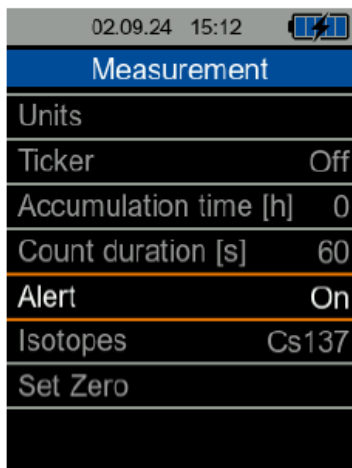 02.09.24 15:12
Measurement
Units
Ticker Off
Accumulation time [h] 0
Count duration [s] 60
Alert On
Isotopes Cs137
Set Zero